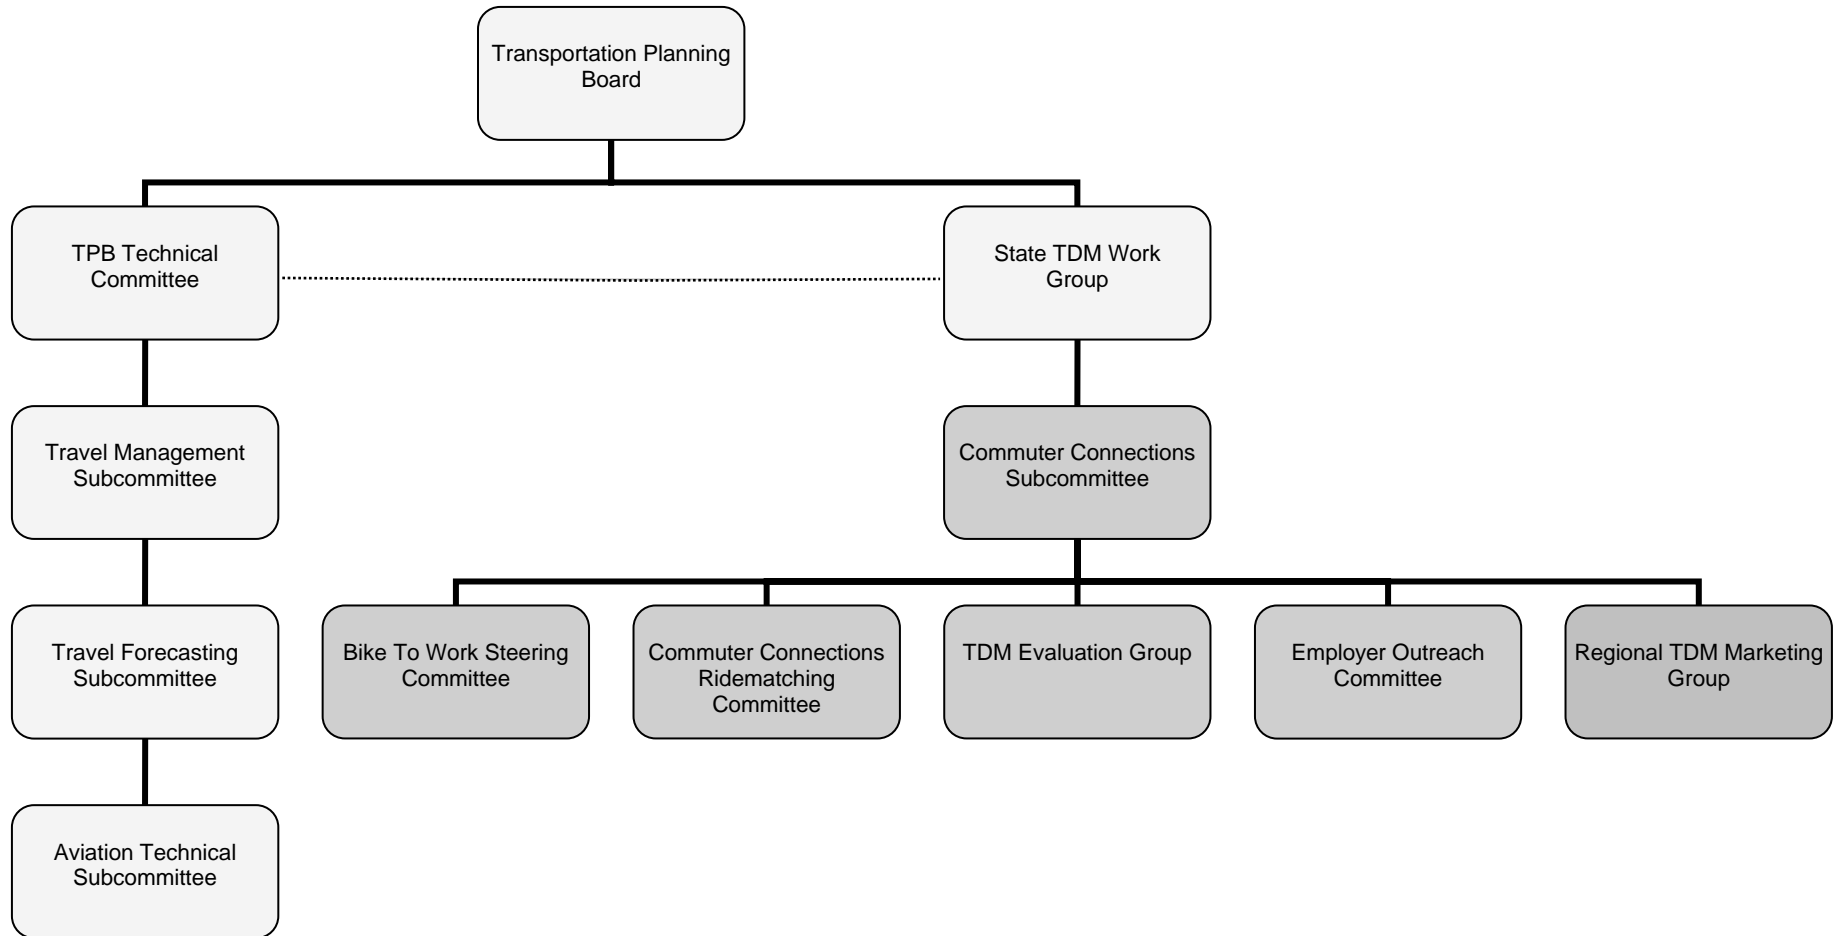 Transportation Planning
Board
TPB Technical
Committee
State TDM Work
Group
Travel Management
Subcommittee
Commuter Connections
Subcommittee
Travel Forecasting
Subcommittee
Bike To Work Steering
Committee
Commuter Connections
Ridematching
Committee
TDM Evaluation Group
Employer Outreach
Committee
Regional TDM Marketing
Group
Aviation Technical
Subcommittee